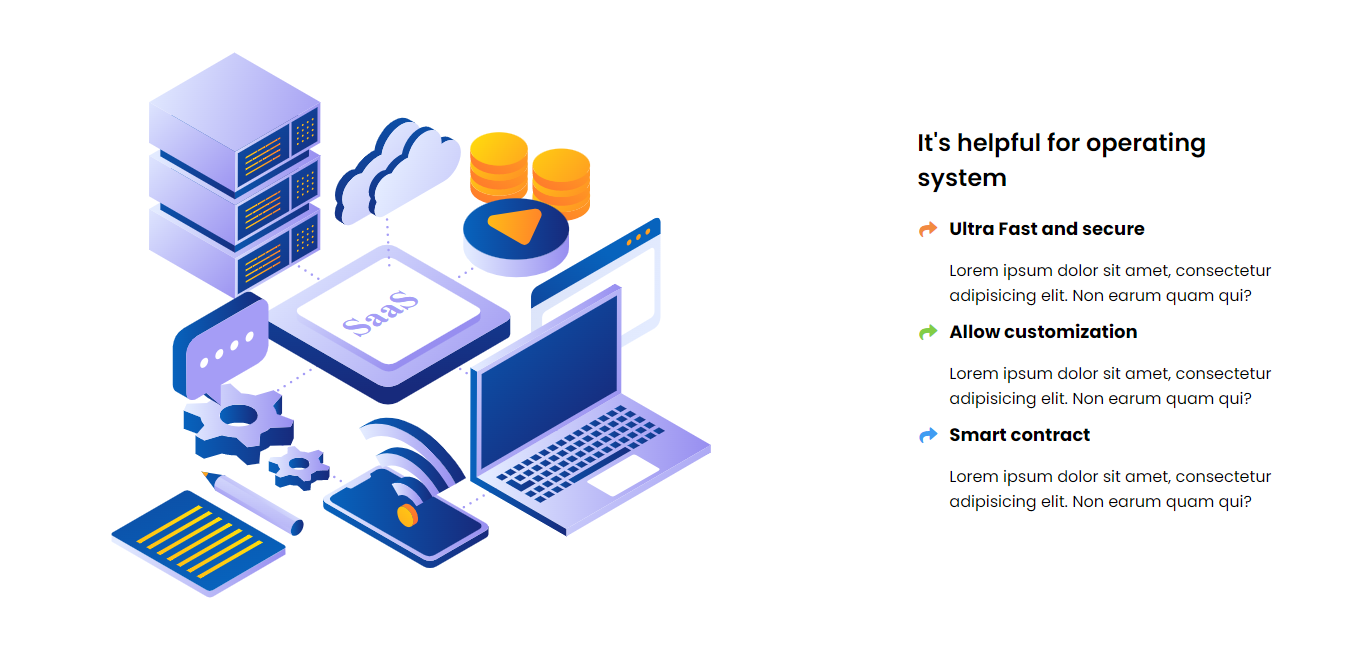 SaaS
It's helpful for operating
system
Ultra Fast and secure
Lorem ipsum dolor sit amet, consectetur
adipisicing elit. Non earum quam qui?
Allow customization
Lorem ipsum dolor sit amet, consectetur
adipisicing elit. Non earum quam qui?
Smart contract
Lorem ipsum dolor sit amet, consectetur
adipisicing elit. Non earum quam qui?